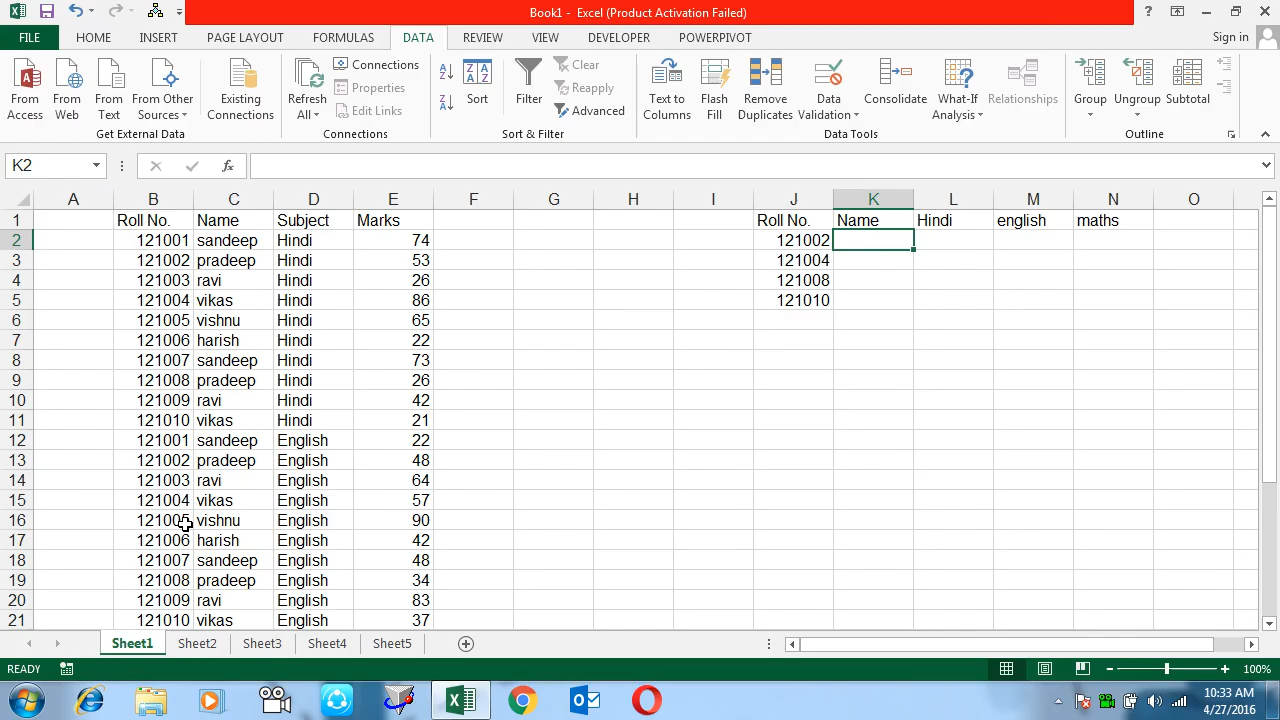 Book1 - Excel (Product Activation Failed)
FILE HOME INSERT PAGE LAYOUT FORMULAS DATA REVIEW VIEW DEVELOPER POWERPIVOT Sign in
From Access
From Web
From Text
From Other Sources
Existing Connections
Refresh All
Connections
Properties
Edit Links
Sort
Filter
Clear
Reapply
Advanced
Text to Columns
Flash Fill
Remove Duplicates
Data Validation
Consolidate
What-If Analysis
Relationships
Group
Ungroup
Subtotal
Get External Data Connections Sort & Filter Data Tools Outline
K2 fx
A B C D E F G H I J K L M N O
1 Roll No. Name Subject Marks Roll No. Name Hindi english maths
2 121001 sandeep Hindi 74 121002
3 121002 prdeep Hindi 53 121004
4 121003 ravi Hindi 26 121008
5 121004 vikas Hindi 86 121010
6 121005 vishnu Hindi 65
7 121006 harish Hindi 22
8 121007 sandeep Hindi 73
9 121008 pradeep Hindi 26
10 121009 ravi Hindi 42
11 121010 vikas Hindi 21
12 121001 sandeep English 22
13 121002 pradeep English 48
14 121003 ravi English 64
15 121004 vikas English 57
16 121005 vishnu English 90
17 121006 harish English 42
18 121007 sandeep English 48
19 121008 pradeep English 34
20 121009 ravi English 83
21 121010 vikas English 37
Sheet1 Sheet2 Sheet3 Sheet4 Sheet5
READY 100%
10:33 AM
4/27/2016